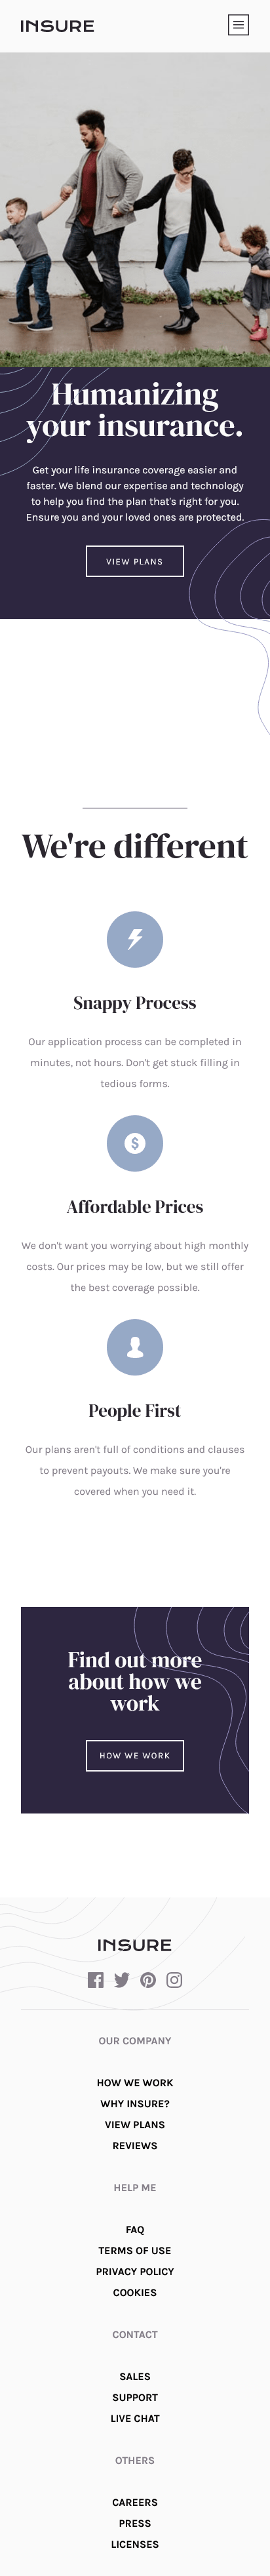 INSURE
Humanizing
your insurance.
Get your life insurance coverage easier and
faster. We blend our expertise and technology
to help you find the plan that's right for you.
Ensure you and your loved ones are protected.
VIEW PLANS
We're different
Snappy Process
Our application process can be completed in
minutes, not hours. Don't get stuck filling in
tedious forms.
$
Affordable Prices
We don't want you worrying about high monthly
costs. Our prices may be low, but we still offer
the best coverage possible.
People First
Our plans aren't full of conditions and clauses
to prevent payouts. We make sure you're
covered when you need it.
Find out more
about how we
work
HOW WE WORK
INSURE
OUR COMPANY
HOW WE WORK
WHY INSURE?
VIEW PLANS
REVIEWS
HELP ME
FAQ
TERMS OF USE
PRIVACY POLICY
COOKIES
CONTACT
SALES
SUPPORT
LIVE CHAT
OTHERS
CAREERS
PRESS
LICENSES